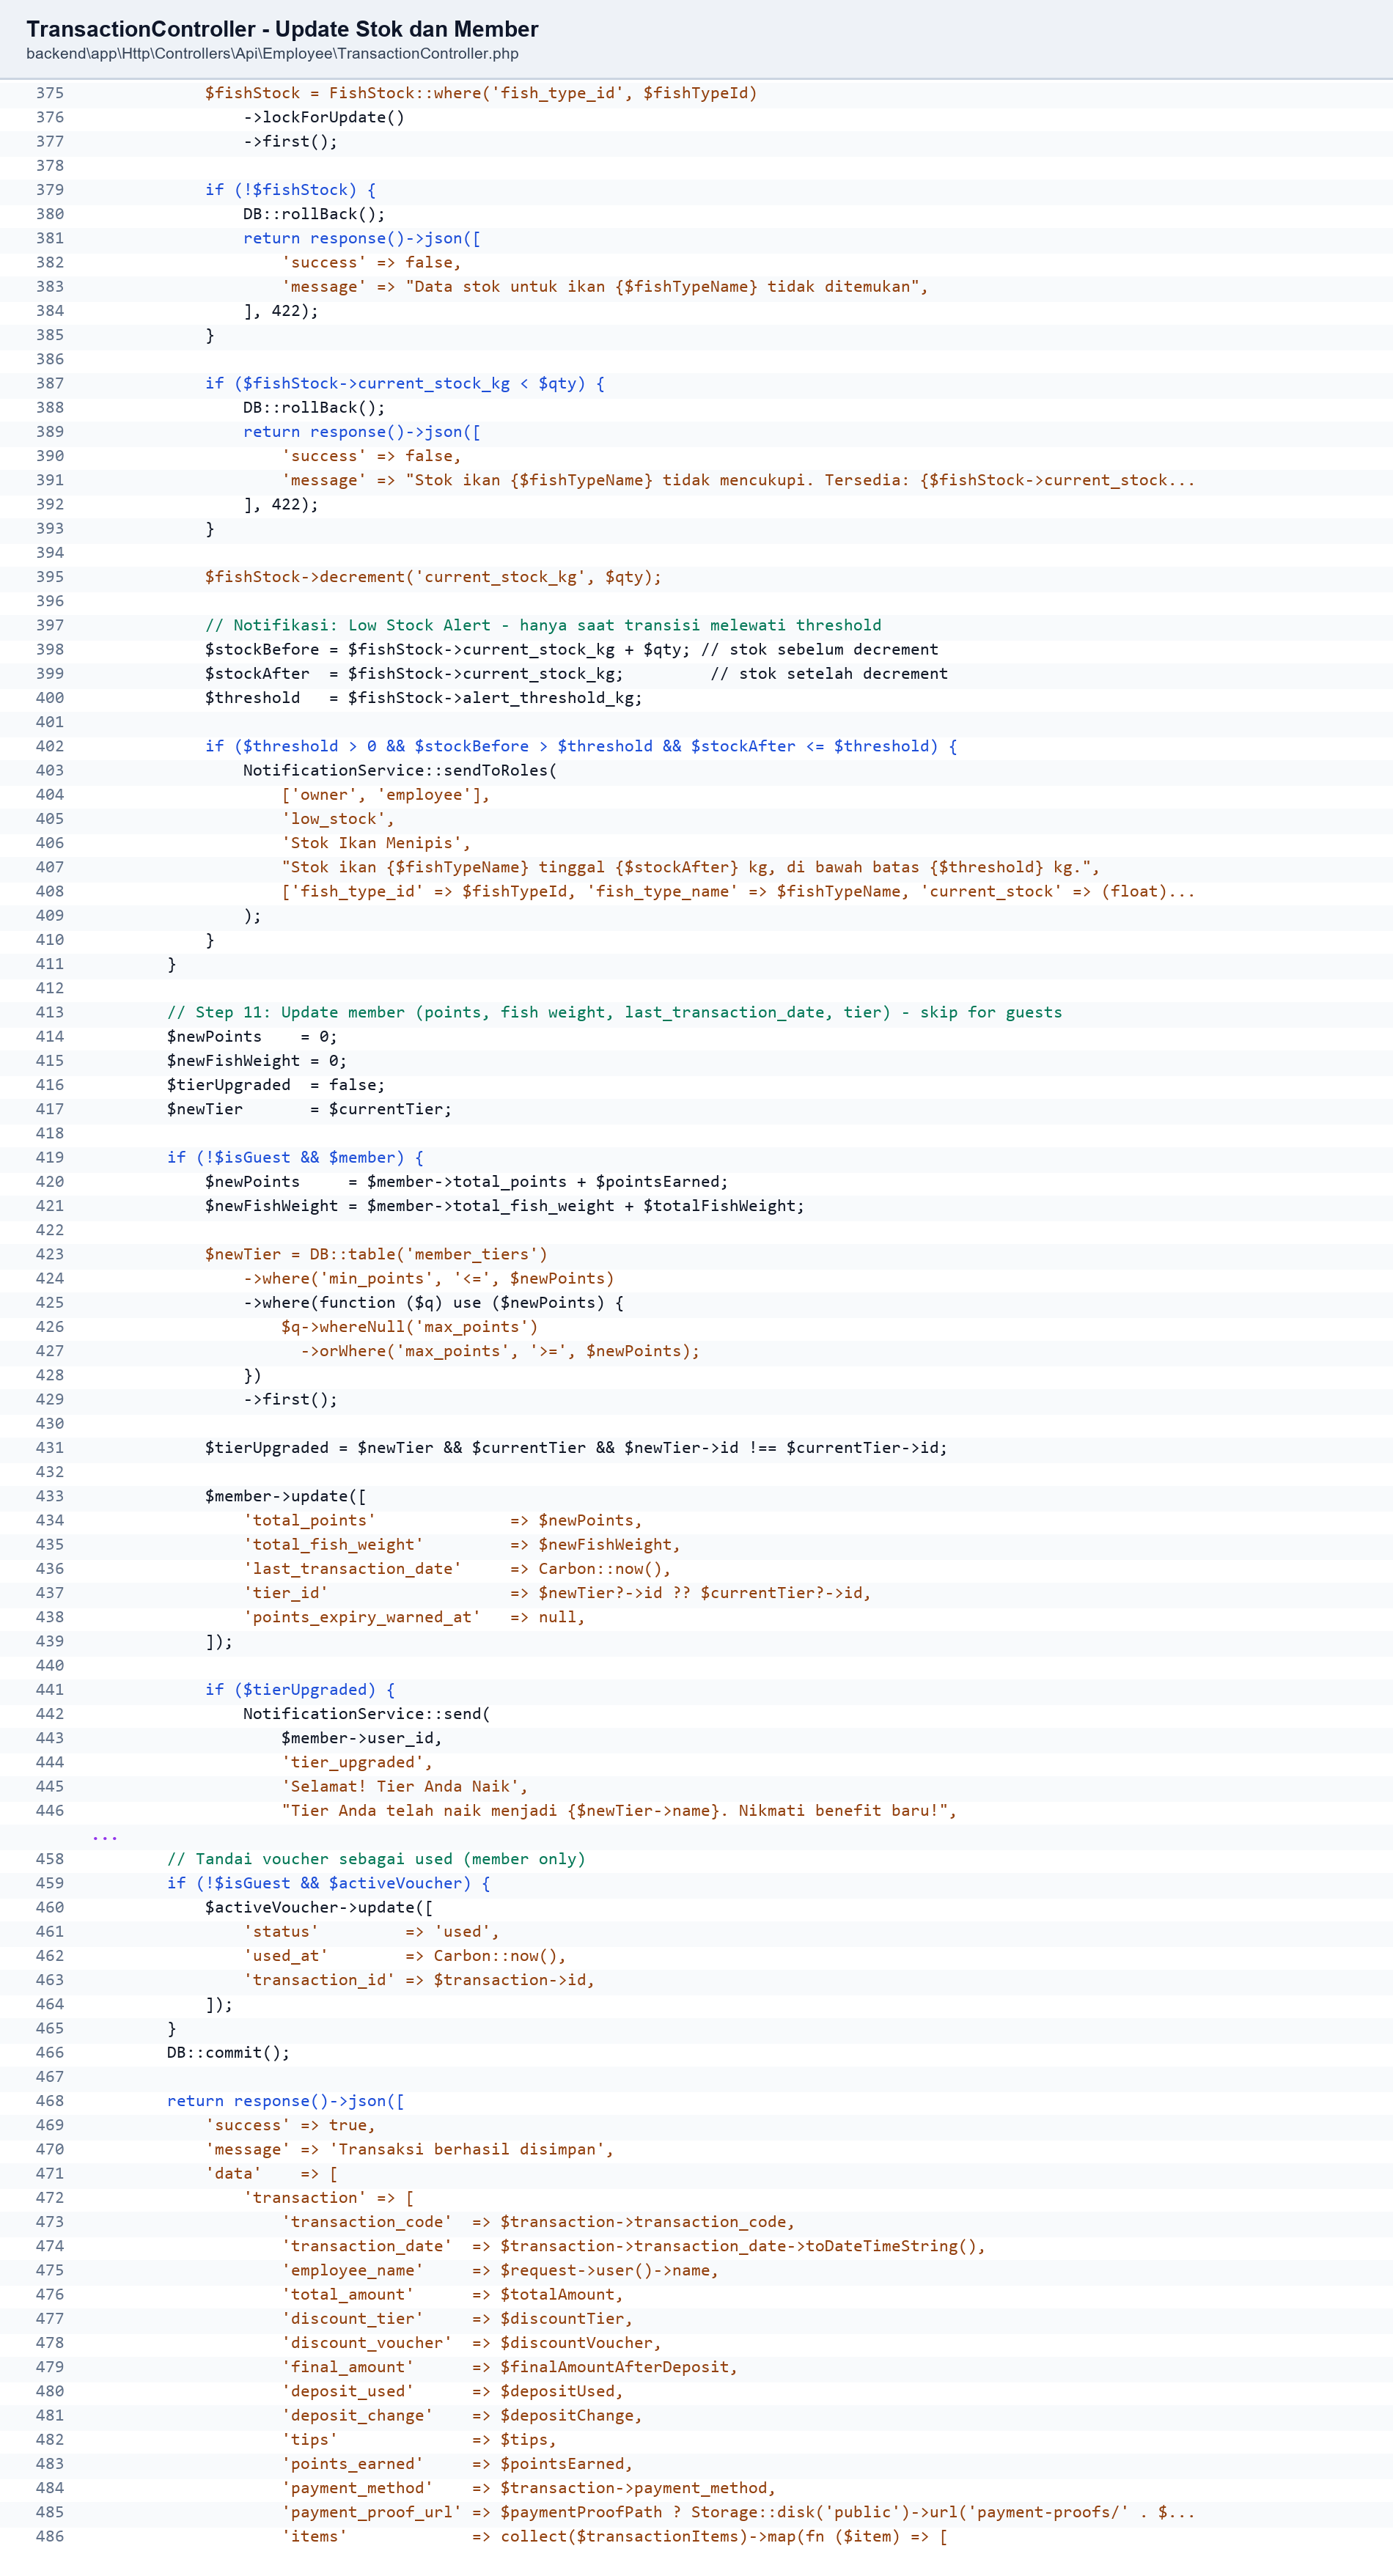 TransactionController - Update Stok dan Member
backend\app\Http\Controllers\Api\Employee\TransactionController.php
375 $fishStock = FishStock::where('fish_type_id', $fishTypeId)
376 ->lockForUpdate()
377 ->first();
378
379 if (!$fishStock) {
380 DB::rollBack();
381 return response()->json([
382 'success' => false,
383 'message' => "Data stok untuk ikan {$fishTypeName} tidak ditemukan",
384 ], 422);
385 }
386
387 if ($fishStock->current_stock_kg < $qty) {
388 DB::rollBack();
389 return response()->json([
390 'success' => false,
391 'message' => "Stok ikan {$fishTypeName} tidak mencukupi. Tersedia: {$fishStock->current_stock...
392 ], 422);
393 }
394
395 $fishStock->decrement('current_stock_kg', $qty);
396
397 // Notifikasi: Low Stock Alert - hanya saat transisi melewati threshold
398 $stockBefore = $fishStock->current_stock_kg + $qty; // stok sebelum decrement
399 $stockAfter  = $fishStock->current_stock_kg;         // stok setelah decrement
400 $threshold   = $fishStock->alert_threshold_kg;
401
402 if ($threshold > 0 && $stockBefore > $threshold && $stockAfter <= $threshold) {
403 NotificationService::sendToRoles(
404 ['owner', 'employee'],
405 'low_stock',
406 'Stok Ikan Menipis',
407 "Stok ikan {$fishTypeName} tinggal {$stockAfter} kg, di bawah batas {$threshold} kg.",
408 ['fish_type_id' => $fishTypeId, 'fish_type_name' => $fishTypeName, 'current_stock' => (float)...
409 );
410 }
411 }
412
413 // Step 11: Update member (points, fish weight, last_transaction_date, tier) - skip for guests
414 $newPoints    = 0;
415 $newFishWeight = 0;
416 $tierUpgraded  = false;
417 $newTier       = $currentTier;
418
419 if (!$isGuest && $member) {
420 $newPoints     = $member->total_points + $pointsEarned;
421 $newFishWeight = $member->total_fish_weight + $totalFishWeight;
422
423 $newTier = DB::table('member_tiers')
424 ->where('min_points', '<=', $newPoints)
425 ->where(function ($q) use ($newPoints) {
426 $q->whereNull('max_points')
427 ->orWhere('max_points', '>=', $newPoints);
428 })
429 ->first();
430
431 $tierUpgraded = $newTier && $currentTier && $newTier->id !== $currentTier->id;
432
433 $member->update([
434 'total_points'              => $newPoints,
435 'total_fish_weight'         => $newFishWeight,
436 'last_transaction_date'     => Carbon::now(),
437 'tier_id'                   => $newTier?->id ?? $currentTier?->id,
438 'points_expiry_warned_at'   => null,
439 ]);
440
441 if ($tierUpgraded) {
442 NotificationService::send(
443 $member->user_id,
444 'tier_upgraded',
445 'Selamat! Tier Anda Naik',
446 "Tier Anda telah naik menjadi {$newTier->name}. Nikmati benefit baru!",
...
458 // Tandai voucher sebagai used (member only)
459 if (!$isGuest && $activeVoucher) {
460 $activeVoucher->update([
461 'status'         => 'used',
462 'used_at'        => Carbon::now(),
463 'transaction_id' => $transaction->id,
464 ]);
465 }
466 DB::commit();
467
468 return response()->json([
469 'success' => true,
470 'message' => 'Transaksi berhasil disimpan',
471 'data'    => [
472 'transaction' => [
473 'transaction_code'  => $transaction->transaction_code,
474 'transaction_date'  => $transaction->transaction_date->toDateTimeString(),
475 'employee_name'     => $request->user()->name,
476 'total_amount'      => $totalAmount,
477 'discount_tier'     => $discountTier,
478 'discount_voucher'  => $discountVoucher,
479 'final_amount'      => $finalAmountAfterDeposit,
480 'deposit_used'      => $depositUsed,
481 'deposit_change'    => $depositChange,
482 'tips'              => $tips,
483 'points_earned'     => $pointsEarned,
484 'payment_method'    => $transaction->payment_method,
485 'payment_proof_url' => $paymentProofPath ? Storage::disk('public')->url('payment-proofs/' . $...
486 'items'             => collect($transactionItems)->map(fn ($item) => [